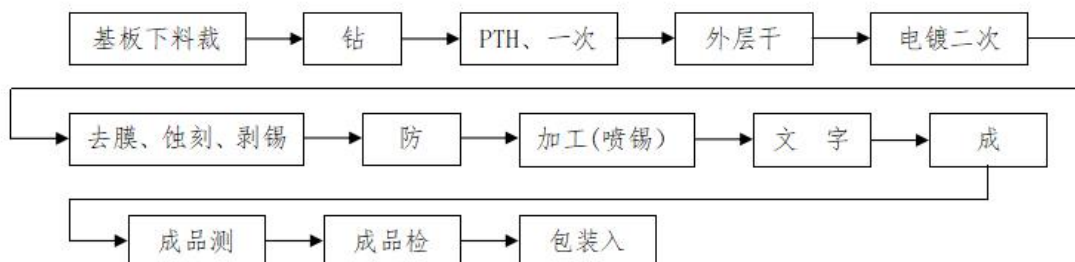 基板下料裁
钻
PTH、一次
外层干
电镀二次
去膜、蚀刻、剥锡
防
加工(喷锡）
文 字
成
成品测
成品检
包装入